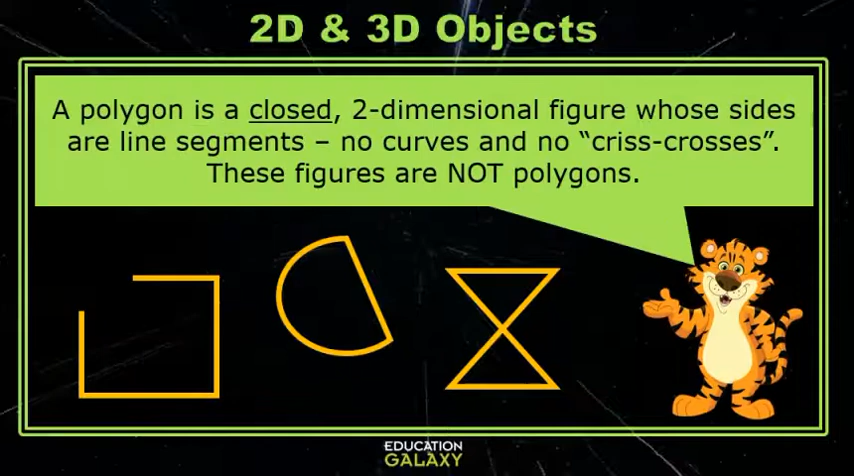 2D & 3D Objects
A polygon is a closed, 2-dimensional figure whose sides
are line segments – no curves and no “criss-crosses”.
These figures are NOT polygons.
EDUCATION
GALAXY